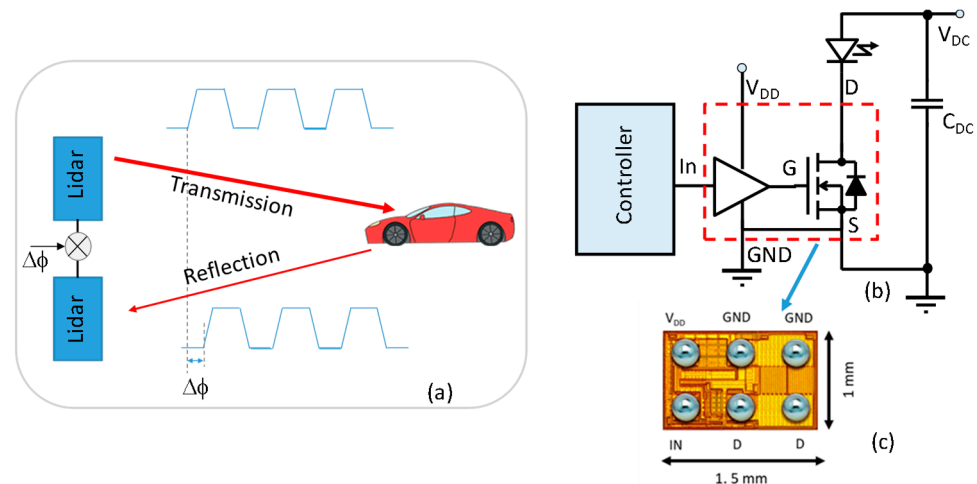 Lidar
Transmission
Δϕ
Lidar
Reflection
Δϕ
(a)
Controller
In
V_DD
G
D
S
GND
V_DC
C_DC
(b)
V_DD GND GND
IN D D
1 mm
1. 5 mm
(c)